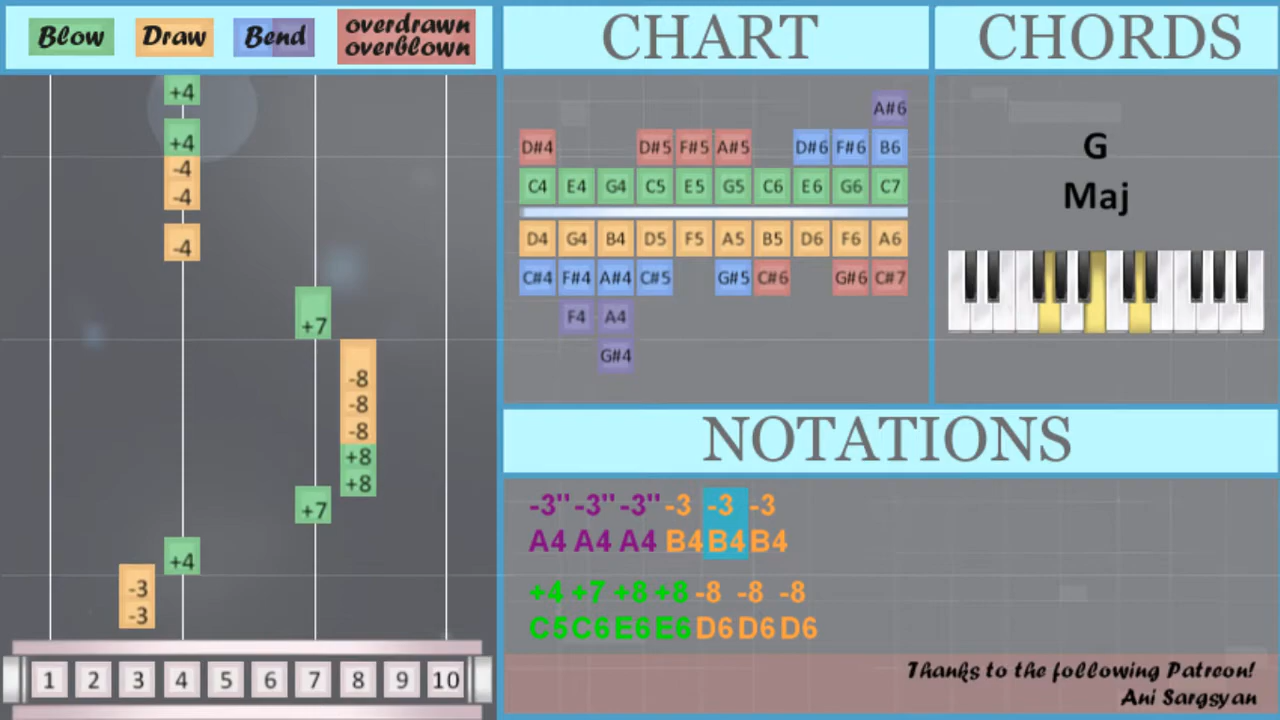 Blow Draw Bend overdrawn
overblown
CHART
CHORDS
+4
+4
-4
-4
-4
+7
-8
-8
-8
+8
+8
+7
+4
-3
-3
1 2 3 4 5 6 7 8 9 10
A#6
D#4 D#5 F#5 A#5 D#6 F#6 B6
C4 E4 G4 C5 E5 G5 C6 E6 G6 C7
D4 G4 B4 D5 F5 A5 B5 D6 F6 A6
C#4 F#4 A#4 C#5 G#5 C#6 G#6 C#7
F4 A4
G#4
G
Maj
NOTATIONS
-3" -3" -3" -3 -3 -3
A4 A4 A4 B4 B4 B4
+4 +7 +8 +8 -8 -8 -8
C5 C6 E6 E6 D6 D6 D6
Thanks to the following Patreon!
Ani Sargsyan